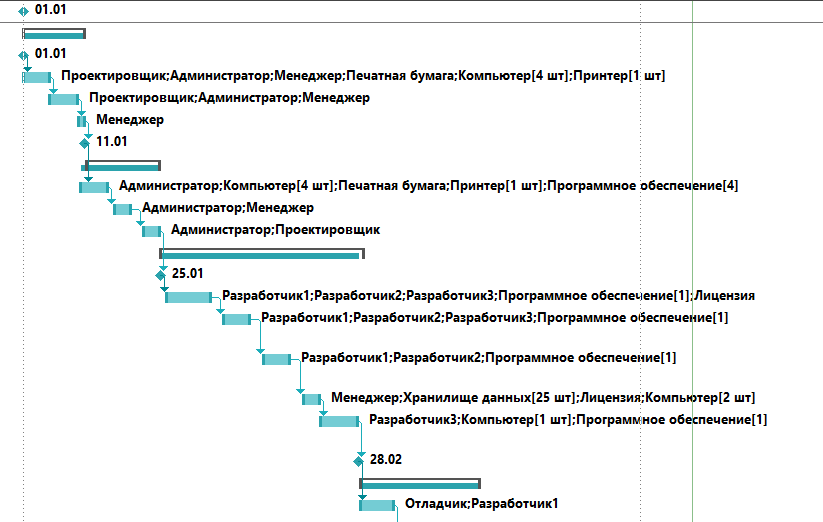 01.01
01.01
Проектировщик;Администратор;Менеджер;Печатная бумага;Компьютер[4 шт];Принтер[1 шт]
Проектировщик;Администратор;Менеджер
Менеджер
11.01
Администратор;Компьютер[4 шт];Печатная бумага;Принтер[1 шт];Программное обеспечение[4]
Администратор;Менеджер
Администратор;Проектировщик
25.01
Разработчик1;Разработчик2;Разработчик3;Программное обеспечение[1];Лицензия
Разработчик1;Разработчик2;Разработчик3;Программное обеспечение[1]
Разработчик1;Разработчик2;Программное обеспечение[1]
Менеджер;Хранилище данных[25 шт];Лицензия;Компьютер[2 шт]
Разработчик3;Компьютер[1 шт];Программное обеспечение[1]
28.02
Отладчик;Разработчик1